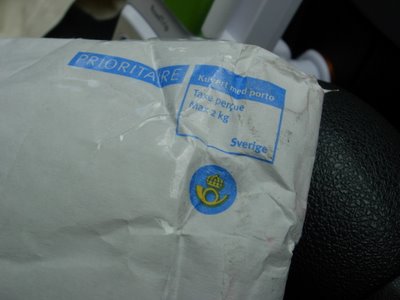 PRIORITAIRE
Kuvert med porto
Taxe perçue
Max 2 kg
Sverige